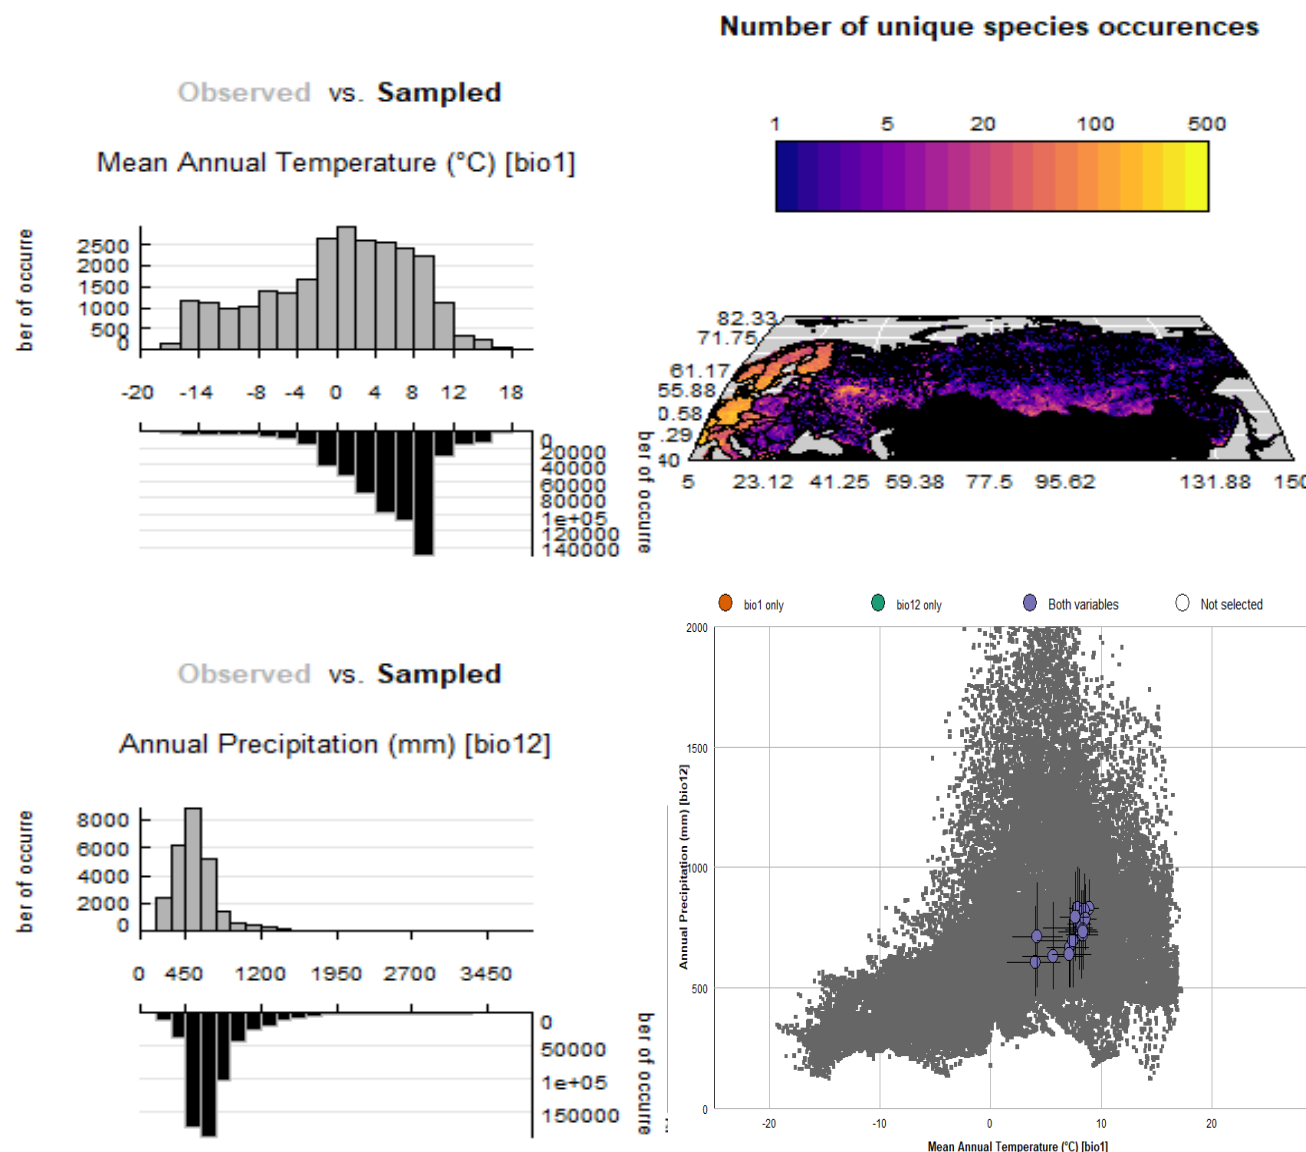 Number of unique species occurences
1 5 20 100 500
82.33
71.75
61.17
55.88
0.58
.29
40
5 23.12 41.25 59.38 77.5 95.62 131.88 150
Observed vs. Sampled
Mean Annual Temperature (°C) [bio1]
ber of occurre
2500
2000
1500
1000
500
0
-20 -14 -8 -4 0 4 8 12 18
0
20000
40000
60000
80000
1e+05
120000
140000
ber of occurre
Observed vs. Sampled
Annual Precipitation (mm) [bio12]
ber of occurre
8000
6000
4000
2000
0
0 450 1200 1950 2700 3450
0
50000
1e+05
150000
ber of occurre
bio1 only bio12 only Both variables Not selected
Annual Precipitation (mm) [bio12]
2000
1500
1000
500
0
-20 -10 0 10 20
Mean Annual Temperature (°C) [bio1]